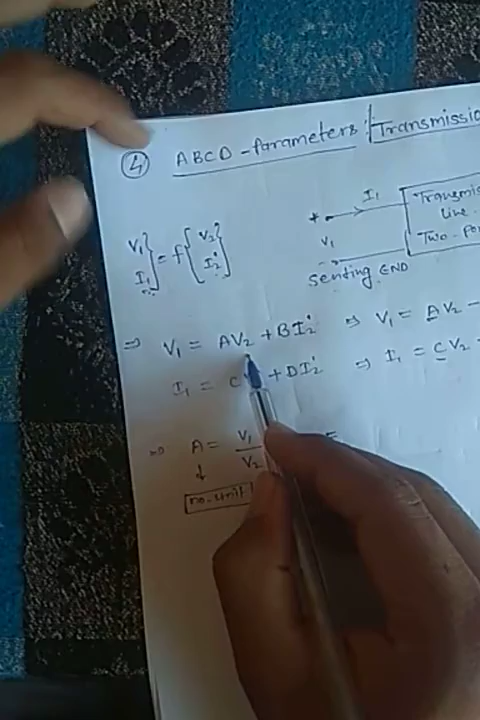 ④ ABCD-Parameters / Transmissio
I₁
Transmis
Line
V₁ Two-Po
senting END
V₁ I₁ } = f { V₂ I₂'
⇒ V₁ = AV₂ + BI₂' ⇒ V₁ = AV₂ -
I₁ = C + DI₂' ⇒ I₁ = CV₂ -
⇒ A = V₁ / V₂
↓
no-unit